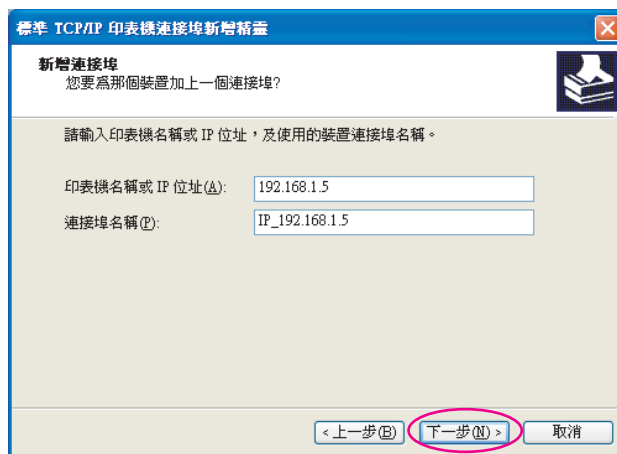 標準 TCP/IP 印表機連接埠新增精靈
新增連接埠
您要為那個裝置加上一個連接埠?
請輸入印表機名稱或 IP 位址，及使用的裝置連接埠名稱。
印表機名稱或 IP 位址(A): 192.168.1.5
連接埠名稱(P): IP_192.168.1.5
<上一步(B) 下一步(N)> 取消